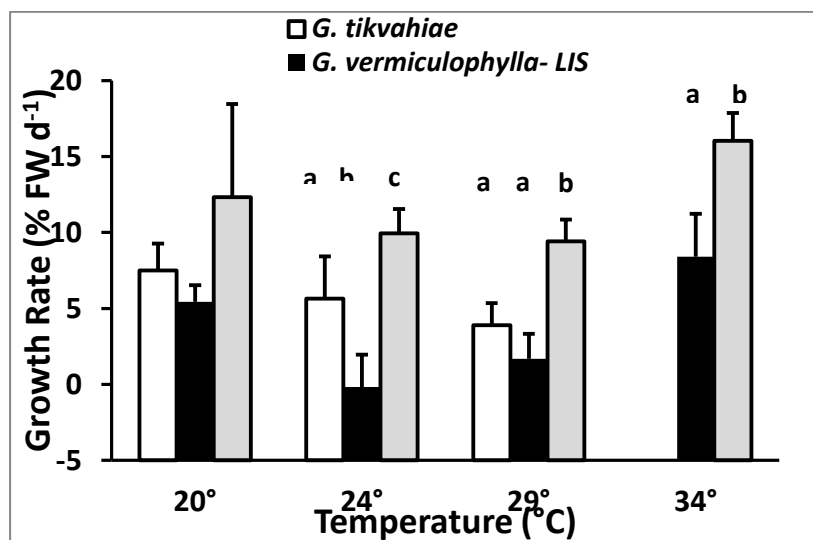 G. tikvahiae
G. vermiculophylla- LIS
Growth Rate (% FW d-1)
20
15
10
5
0
-5
a b c
a a b
a b
20° 24° 29° 34°
Temperature (°C)